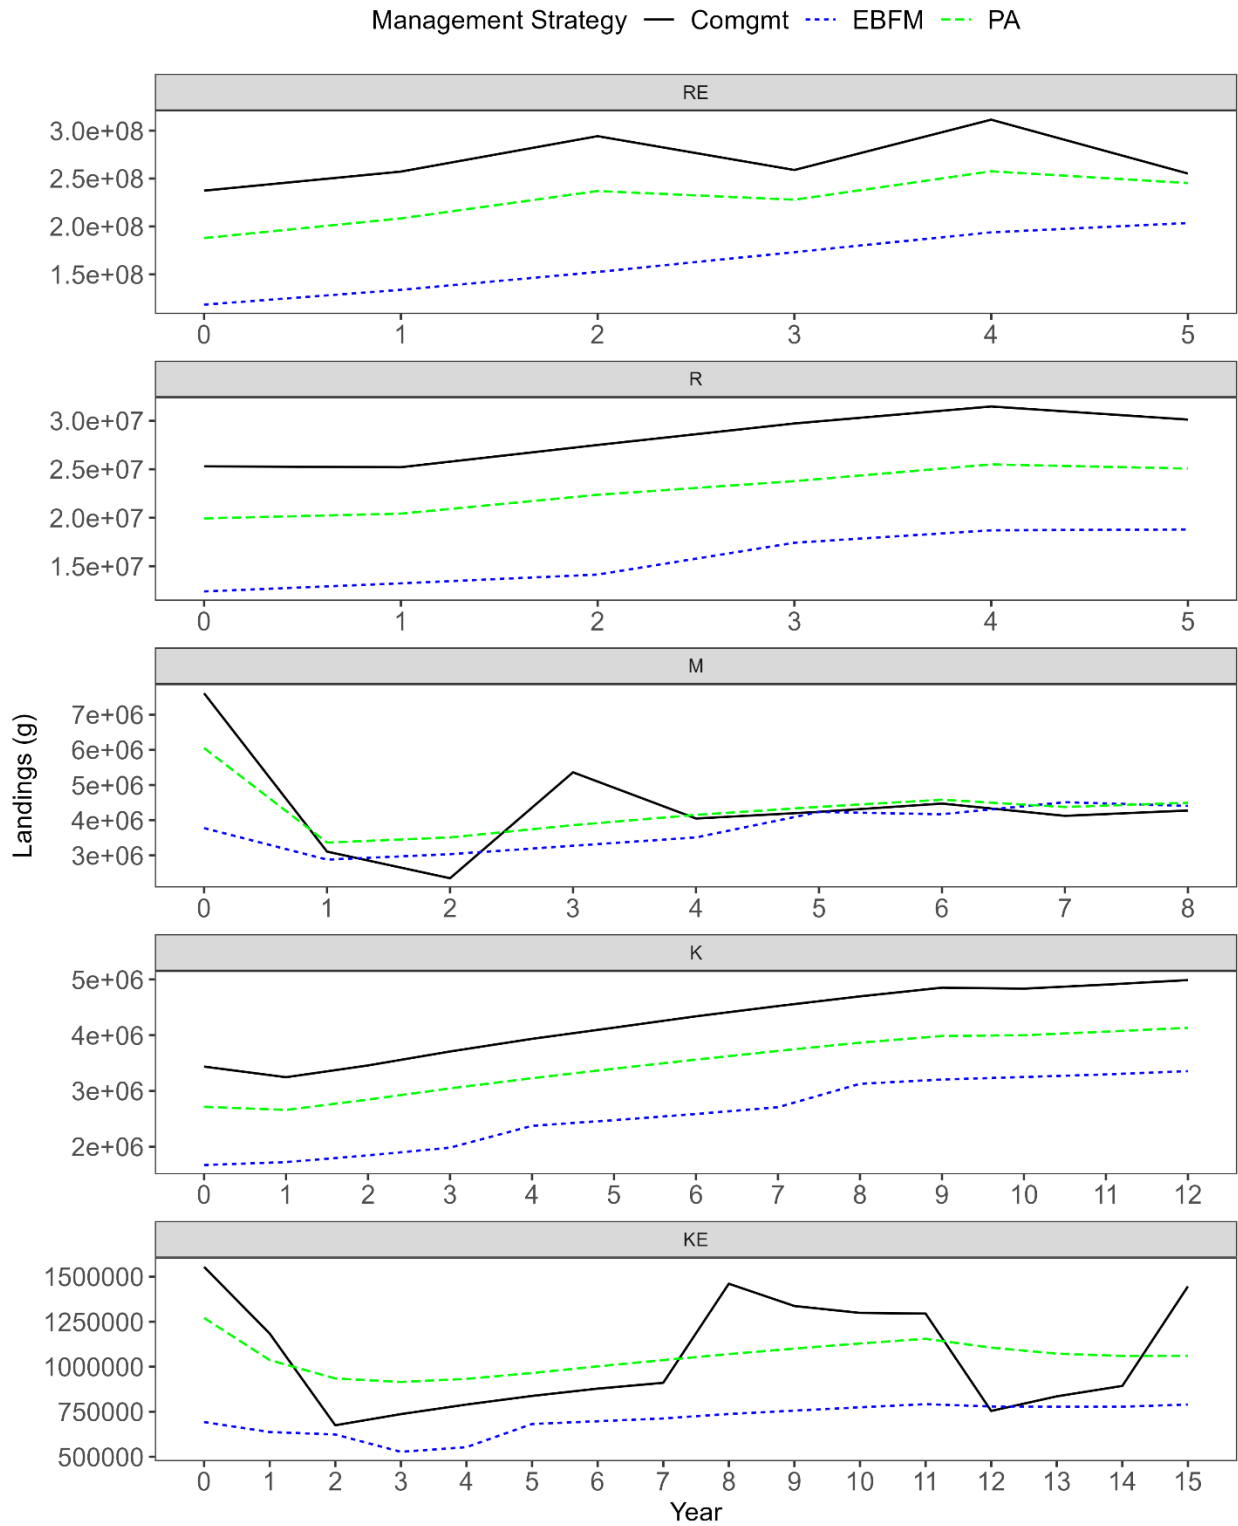 Management Strategy Comgmt EBFM PA
RE
3.0e+08
2.5e+08
2.0e+08
1.5e+08
0 1 2 3 4 5
R
3.0e+07
2.5e+07
2.0e+07
1.5e+07
0 1 2 3 4 5
M
7e+06
6e+06
5e+06
4e+06
3e+06
0 1 2 3 4 5 6 7 8
Landings (g)
K
5e+06
4e+06
3e+06
2e+06
0 1 2 3 4 5 6 7 8 9 10 11 12
KE
1500000
1250000
1000000
750000
500000
0 1 2 3 4 5 6 7 8 9 10 11 12 13 14 15
Year